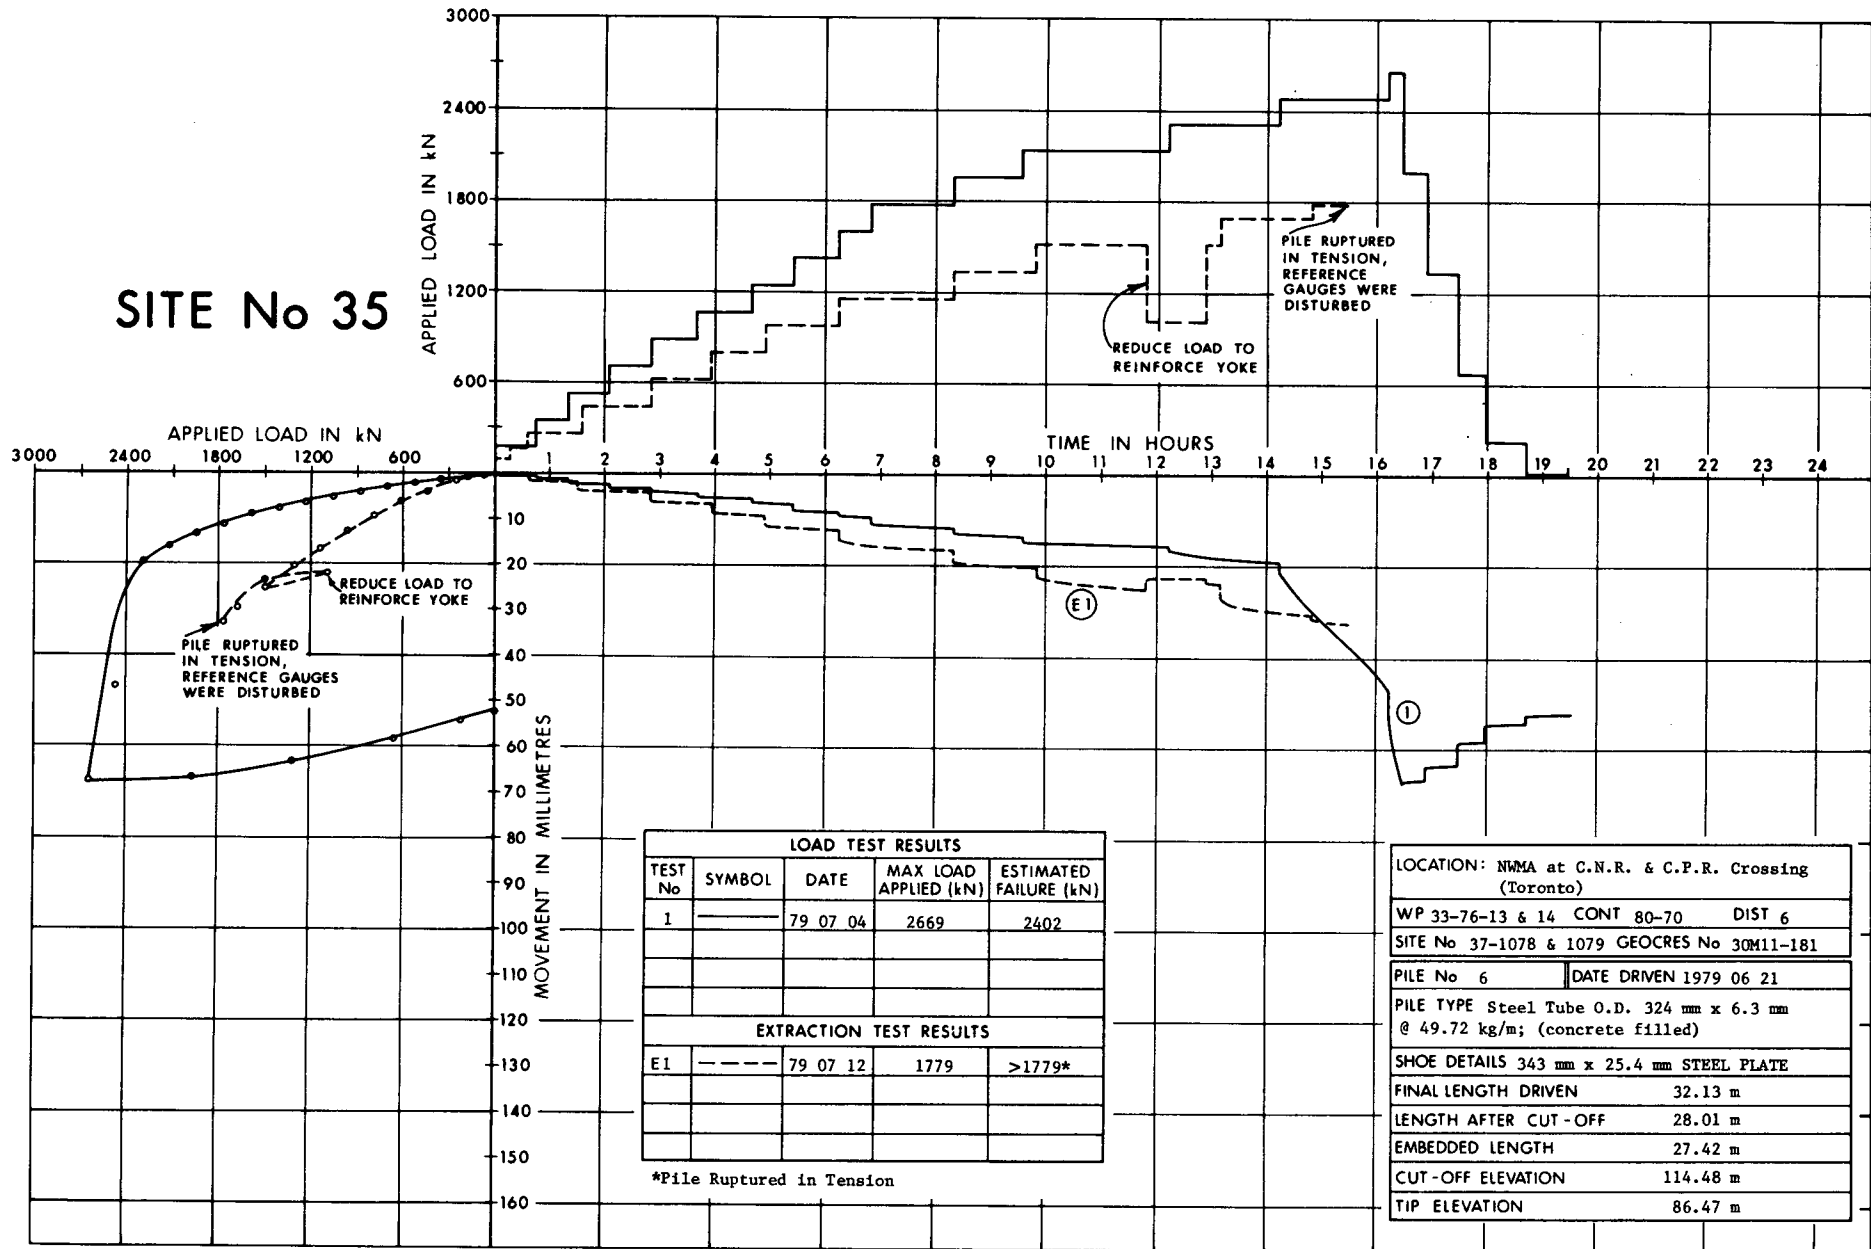 SITE No 35
APPLIED LOAD IN kN
3000
2400
1800
1200
600
PILE RUPTURED
IN TENSION,
REFERENCE
GAUGES WERE
DISTURBED
REDUCE LOAD TO
REINFORCE YOKE
APPLIED LOAD IN kN
3000 2400 1800 1200 600
TIME IN HOURS
1 2 3 4 5 6 7 8 9 10 11 12 13 14 15 16 17 18 19 20 21 22 23 24
REDUCE LOAD TO
REINFORCE YOKE
PILE RUPTURED
IN TENSION,
REFERENCE GAUGES
WERE DISTURBED
E1
1
MOVEMENT IN MILLIMETRES
10
20
30
40
50
60
70
80
90
100
110
120
130
140
150
160
LOAD TEST RESULTS
TEST No SYMBOL DATE MAX LOAD APPLIED (kN) ESTIMATED FAILURE (kN)
1 79 07 04 2669 2402
EXTRACTION TEST RESULTS
E1 79 07 12 1779 >1779*
*Pile Ruptured in Tension
LOCATION: NWMA at C.N.R. & C.P.R. Crossing
(Toronto)
WP 33-76-13 & 14 CONT 80-70 DIST 6
SITE No 37-1078 & 1079 GEOCRES No 30M11-181
PILE No 6 DATE DRIVEN 1979 06 21
PILE TYPE Steel Tube O.D. 324 mm x 6.3 mm
@ 49.72 kg/m; (concrete filled)
SHOE DETAILS 343 mm x 25.4 mm STEEL PLATE
FINAL LENGTH DRIVEN 32.13 m
LENGTH AFTER CUT-OFF 28.01 m
EMBEDDED LENGTH 27.42 m
CUT-OFF ELEVATION 114.48 m
TIP ELEVATION 86.47 m